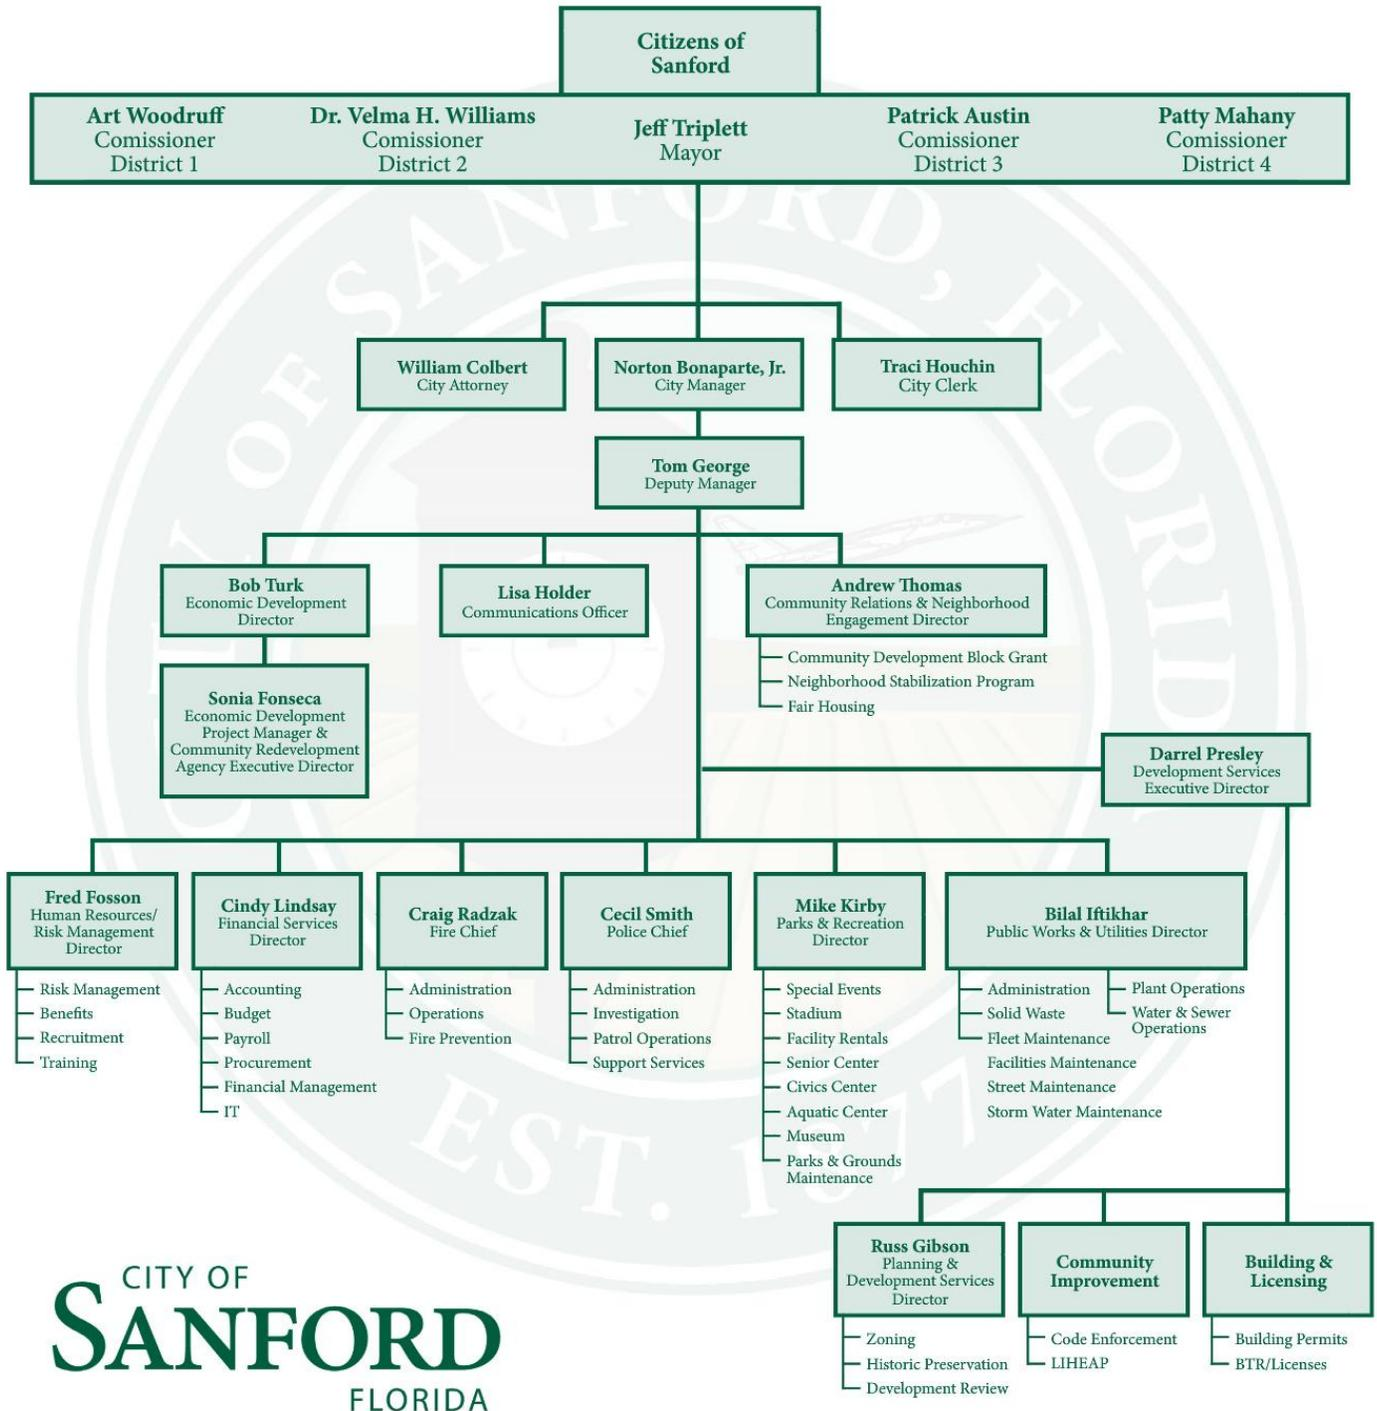 Citizens of
Sanford
Art Woodruff
Comissioner
District 1
Dr. Velma H. Williams
Comissioner
District 2
Jeff Triplett
Mayor
Patrick Austin
Comissioner
District 3
Patty Mahany
Comissioner
District 4
William Colbert
City Attorney
Norton Bonaparte, Jr.
City Manager
Traci Houchin
City Clerk
Tom George
Deputy Manager
Bob Turk
Economic Development
Director
Lisa Holder
Communications Officer
Andrew Thomas
Community Relations & Neighborhood
Engagement Director
Community Development Block Grant
Neighborhood Stabilization Program
Fair Housing
Sonia Fonseca
Economic Development
Project Manager &
Community Redevelopment
Agency Executive Director
Darrel Presley
Development Services
Executive Director
Fred Fosson
Human Resources/
Risk Management
Director
Risk Management
Benefits
Recruitment
Training
Cindy Lindsay
Financial Services
Director
Accounting
Budget
Payroll
Procurement
Financial Management
IT
Craig Radzak
Fire Chief
Administration
Operations
Fire Prevention
Cecil Smith
Police Chief
Administration
Investigation
Patrol Operations
Support Services
Mike Kirby
Parks & Recreation
Director
Special Events
Stadium
Facility Rentals
Senior Center
Civics Center
Aquatic Center
Museum
Parks & Grounds
Maintenance
Bilal Iftikhar
Public Works & Utilities Director
Administration
Solid Waste
Fleet Maintenance
Facilities Maintenance
Street Maintenance
Storm Water Maintenance
Plant Operations
Water & Sewer
Operations
Russ Gibson
Planning &
Development Services
Director
Zoning
Historic Preservation
Development Review
Community
Improvement
Code Enforcement
LIHEAP
Building &
Licensing
Building Permits
BTR/Licenses
CITY OF
SANFORD
FLORIDA
CITY OF SANFORD, FLORIDA
EST. 1877